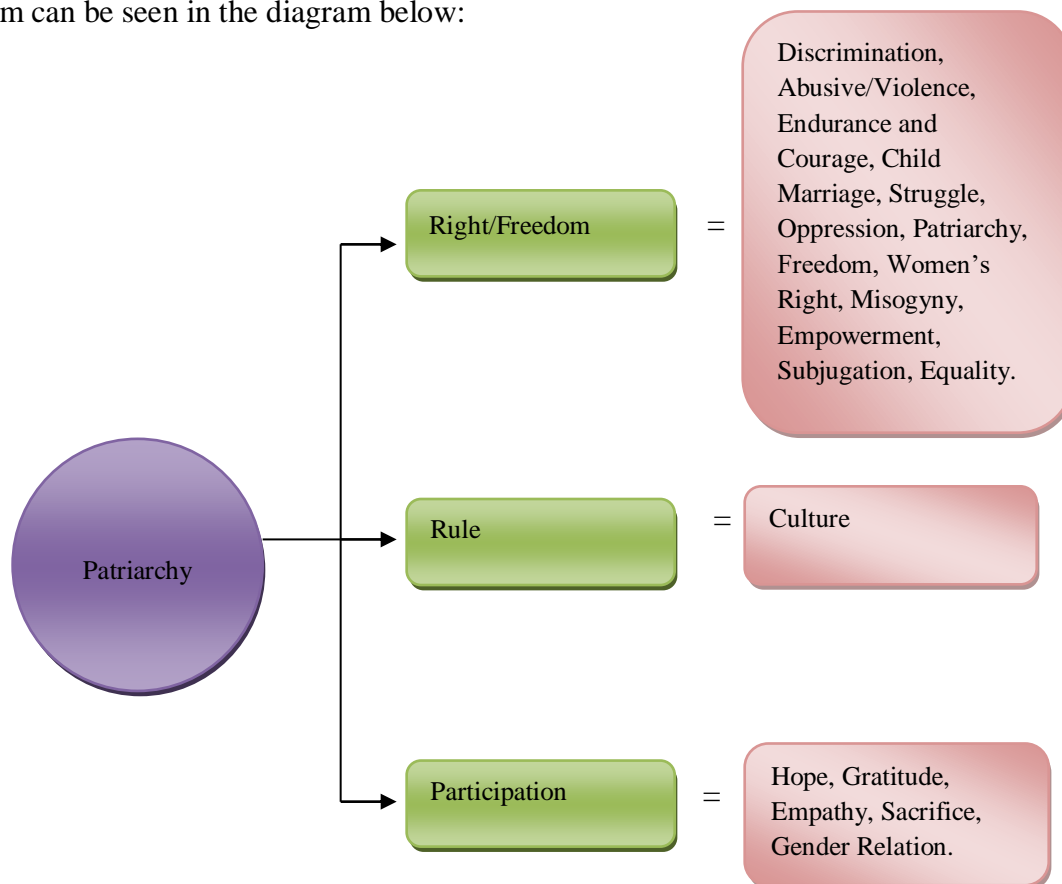 m can be seen in the diagram below:
Discrimination,
Abusive/Violence,
Endurance and
Courage, Child
Marriage, Struggle,
Oppression, Patriarchy,
Freedom, Women’s
Right, Misogyny,
Empowerment,
Subjugation, Equality.
Right/Freedom
=
Rule
=
Culture
Patriarchy
Participation
=
Hope, Gratitude,
Empathy, Sacrifice,
Gender Relation.